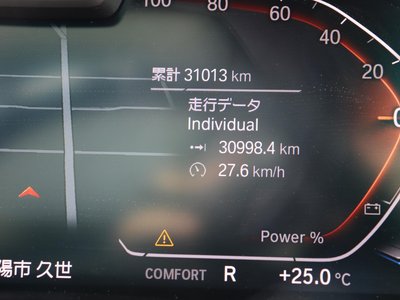 100 80 60
40
20
0
累計 31013 km
走行データ
Individual
30998.4 km
27.6 km/h
Power %
陽市 久世
COMFORT R +25.0 °C